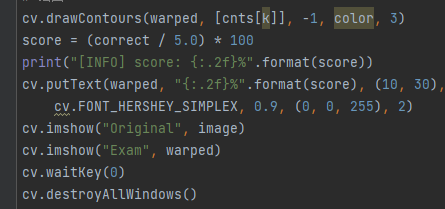 cv.drawContours(warped, [cnts[k]], -1, color, 3)
score = (correct / 5.0) * 100
print("[INFO] score: {:.2f}%".format(score))
cv.putText(warped, "{:.2f}%".format(score), (10, 30),
cv.FONT_HERSHEY_SIMPLEX, 0.9, (0, 0, 255), 2)
cv.imshow("Original", image)
cv.imshow("Exam", warped)
cv.waitKey(0)
cv.destroyAllWindows()